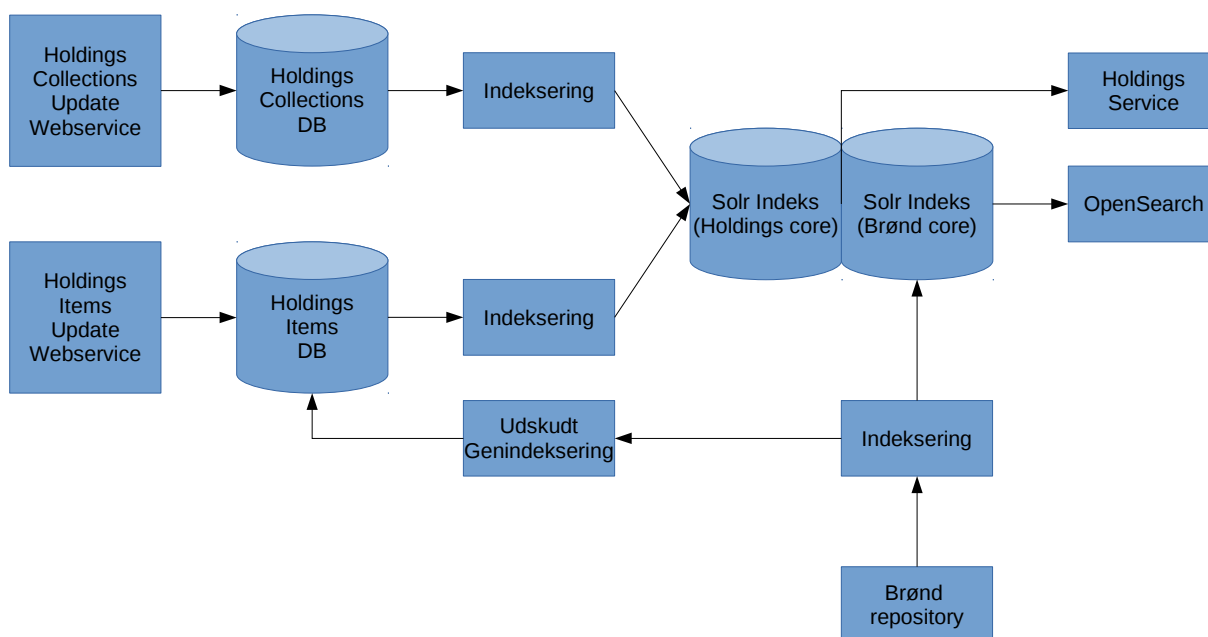 Holdings
Collections
Update
Webservice
Holdings
Collections
DB
Indeksering
Holdings
Service
Solr Indeks
(Holdings core)
Solr Indeks
(Brønd core)
OpenSearch
Holdings
Items
Update
Webservice
Holdings
Items
DB
Indeksering
Udskudt
Genindeksering
Indeksering
Brønd
repository